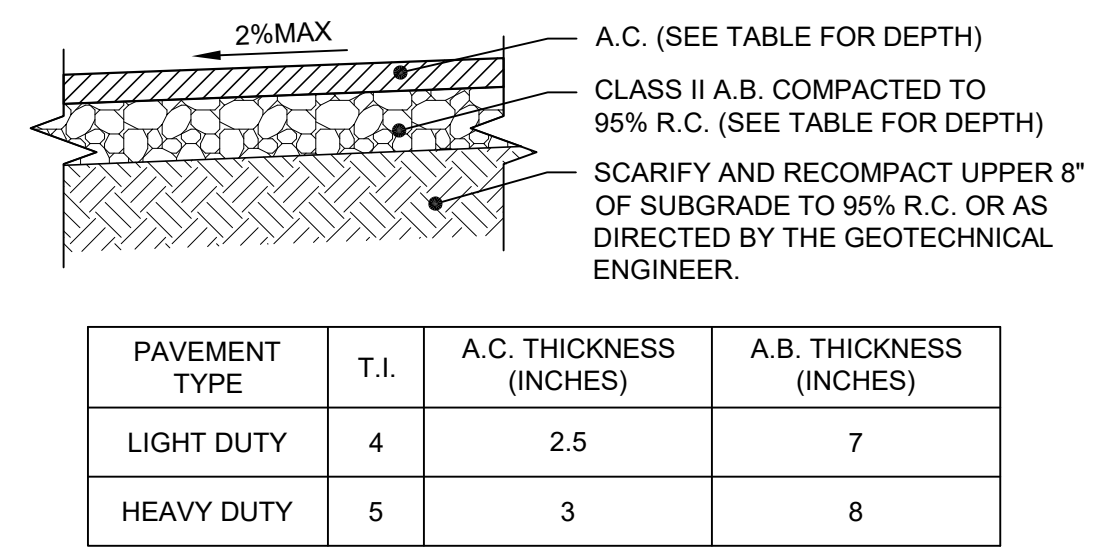 2%MAX
A.C. (SEE TABLE FOR DEPTH)
CLASS II A.B. COMPACTED TO
95% R.C. (SEE TABLE FOR DEPTH)
SCARIFY AND RECOMPACT UPPER 8"
OF SUBGRADE TO 95% R.C. OR AS
DIRECTED BY THE GEOTECHNICAL
ENGINEER.
PAVEMENT TYPE T.I. A.C. THICKNESS (INCHES) A.B. THICKNESS (INCHES)
LIGHT DUTY 4 2.5 7
HEAVY DUTY 5 3 8